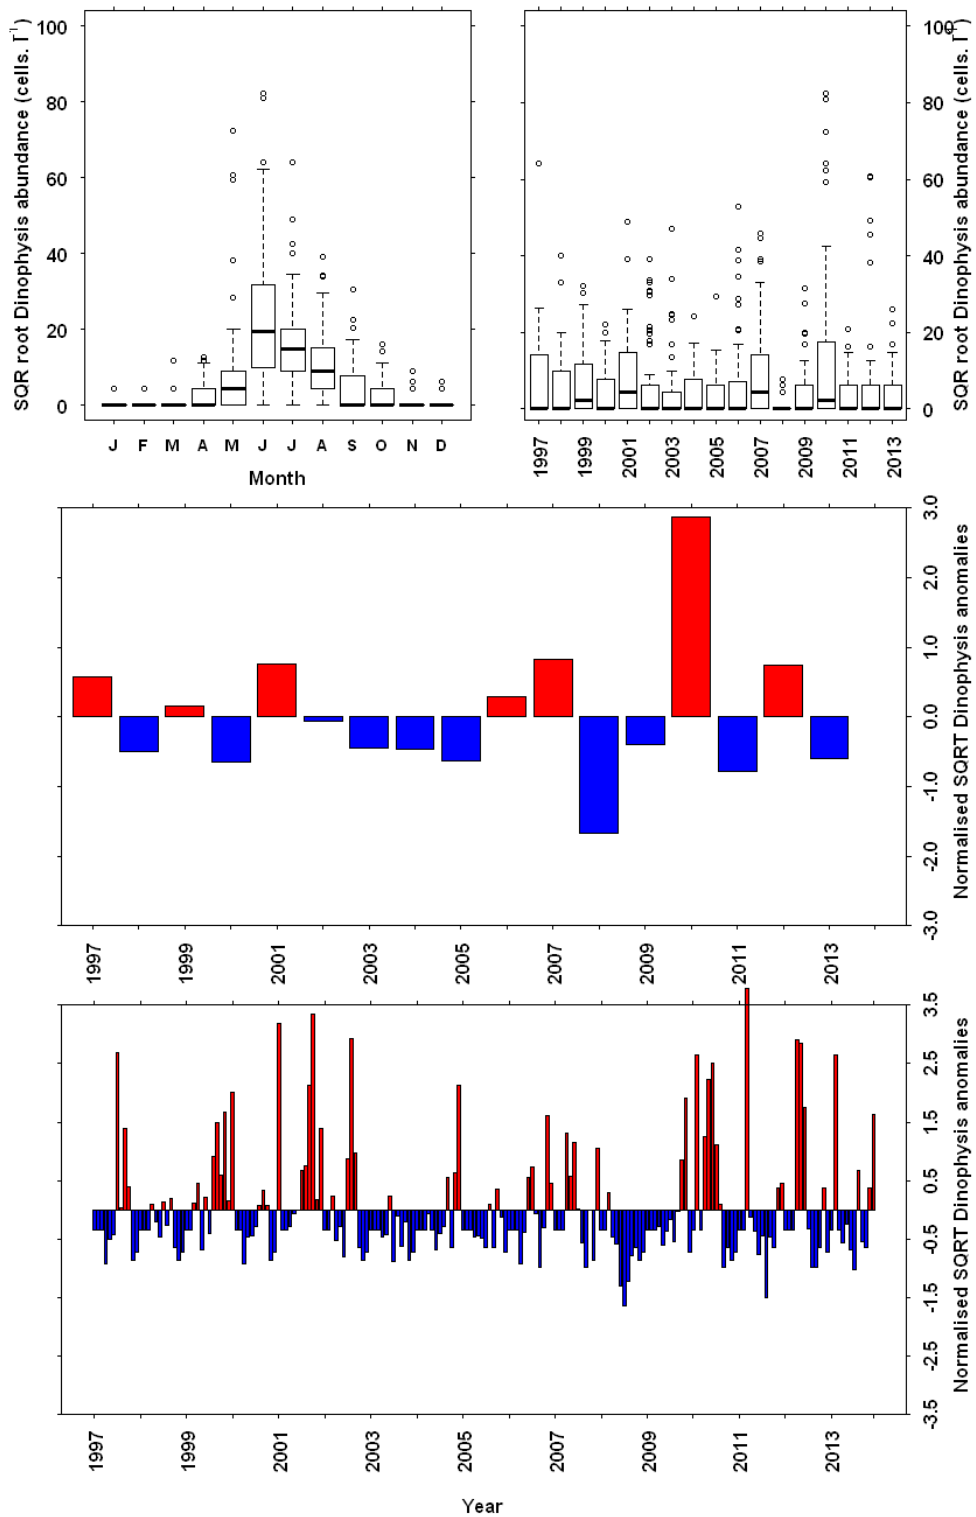 SQR root Dinophysis abundance (cells. l⁻¹)
100
80
60
40
20
0
J F M A M J J A S O N D
Month
100
80
60
40
20
0
SQR root Dinophysis abundance (cells. l⁻¹)
1997 1999 2001 2003 2005 2007 2009 2011 2013
3.0
2.0
1.0
0.0
-1.0
-2.0
-3.0
Normalised SQRT Dinophysis anomalies
1997 1999 2001 2003 2005 2007 2009 2011 2013
3.5
2.5
1.5
0.5
-0.5
-1.5
-2.5
-3.5
Normalised SQRT Dinophysis anomalies
1997 1999 2001 2003 2005 2007 2009 2011 2013
Year